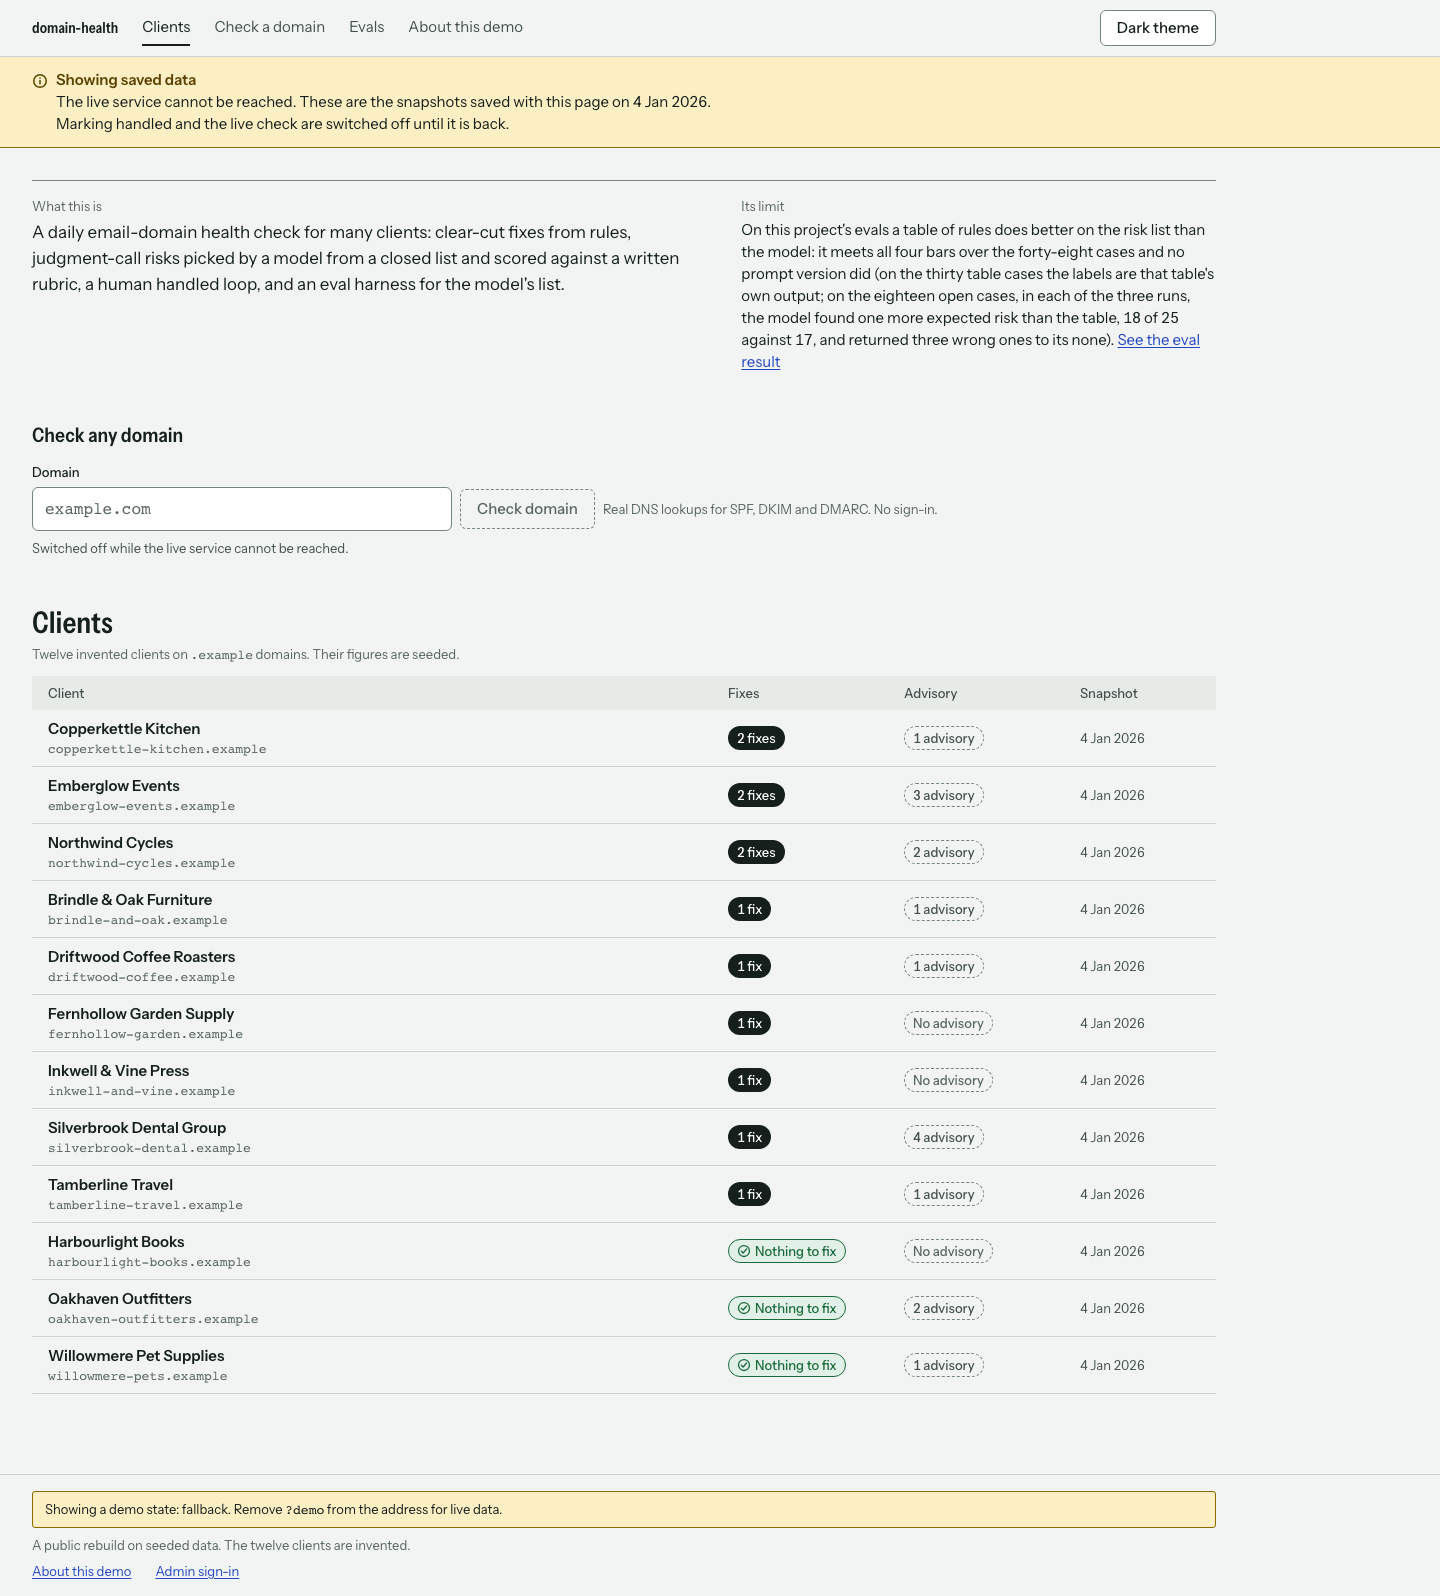 domain-health Clients Check a domain Evals About this demo Dark theme
Showing saved data
The live service cannot be reached. These are the snapshots saved with this page on 4 Jan 2026.
Marking handled and the live check are switched off until it is back.
What this is
A daily email-domain health check for many clients: clear-cut fixes from rules,
judgment-call risks picked by a model from a closed list and scored against a written
rubric, a human handled loop, and an eval harness for the model's list.
Its limit
On this project's evals a table of rules does better on the risk list than
the model: it meets all four bars over the forty-eight cases and no
prompt version did (on the thirty table cases the labels are that table's
own output; on the eighteen open cases, in each of the three runs,
the model found one more expected risk than the table, 18 of 25
against 17, and returned three wrong ones to its none). See the eval
result
Check any domain
Domain
example.com Check domain Real DNS lookups for SPF, DKIM and DMARC. No sign-in.
Switched off while the live service cannot be reached.
Clients
Twelve invented clients on .example domains. Their figures are seeded.
Client Fixes Advisory Snapshot
Copperkettle Kitchen
copperkettle-kitchen.example
2 fixes 1 advisory 4 Jan 2026
Emberglow Events
emberglow-events.example
2 fixes 3 advisory 4 Jan 2026
Northwind Cycles
northwind-cycles.example
2 fixes 2 advisory 4 Jan 2026
Brindle & Oak Furniture
brindle-and-oak.example
1 fix 1 advisory 4 Jan 2026
Driftwood Coffee Roasters
driftwood-coffee.example
1 fix 1 advisory 4 Jan 2026
Fernhollow Garden Supply
fernhollow-garden.example
1 fix No advisory 4 Jan 2026
Inkwell & Vine Press
inkwell-and-vine.example
1 fix No advisory 4 Jan 2026
Silverbrook Dental Group
silverbrook-dental.example
1 fix 4 advisory 4 Jan 2026
Tamberline Travel
tamberline-travel.example
1 fix 1 advisory 4 Jan 2026
Harbourlight Books
harbourlight-books.example
Nothing to fix No advisory 4 Jan 2026
Oakhaven Outfitters
oakhaven-outfitters.example
Nothing to fix 2 advisory 4 Jan 2026
Willowmere Pet Supplies
willowmere-pets.example
Nothing to fix 1 advisory 4 Jan 2026
Showing a demo state: fallback. Remove ?demo from the address for live data.
A public rebuild on seeded data. The twelve clients are invented.
About this demo Admin sign-in